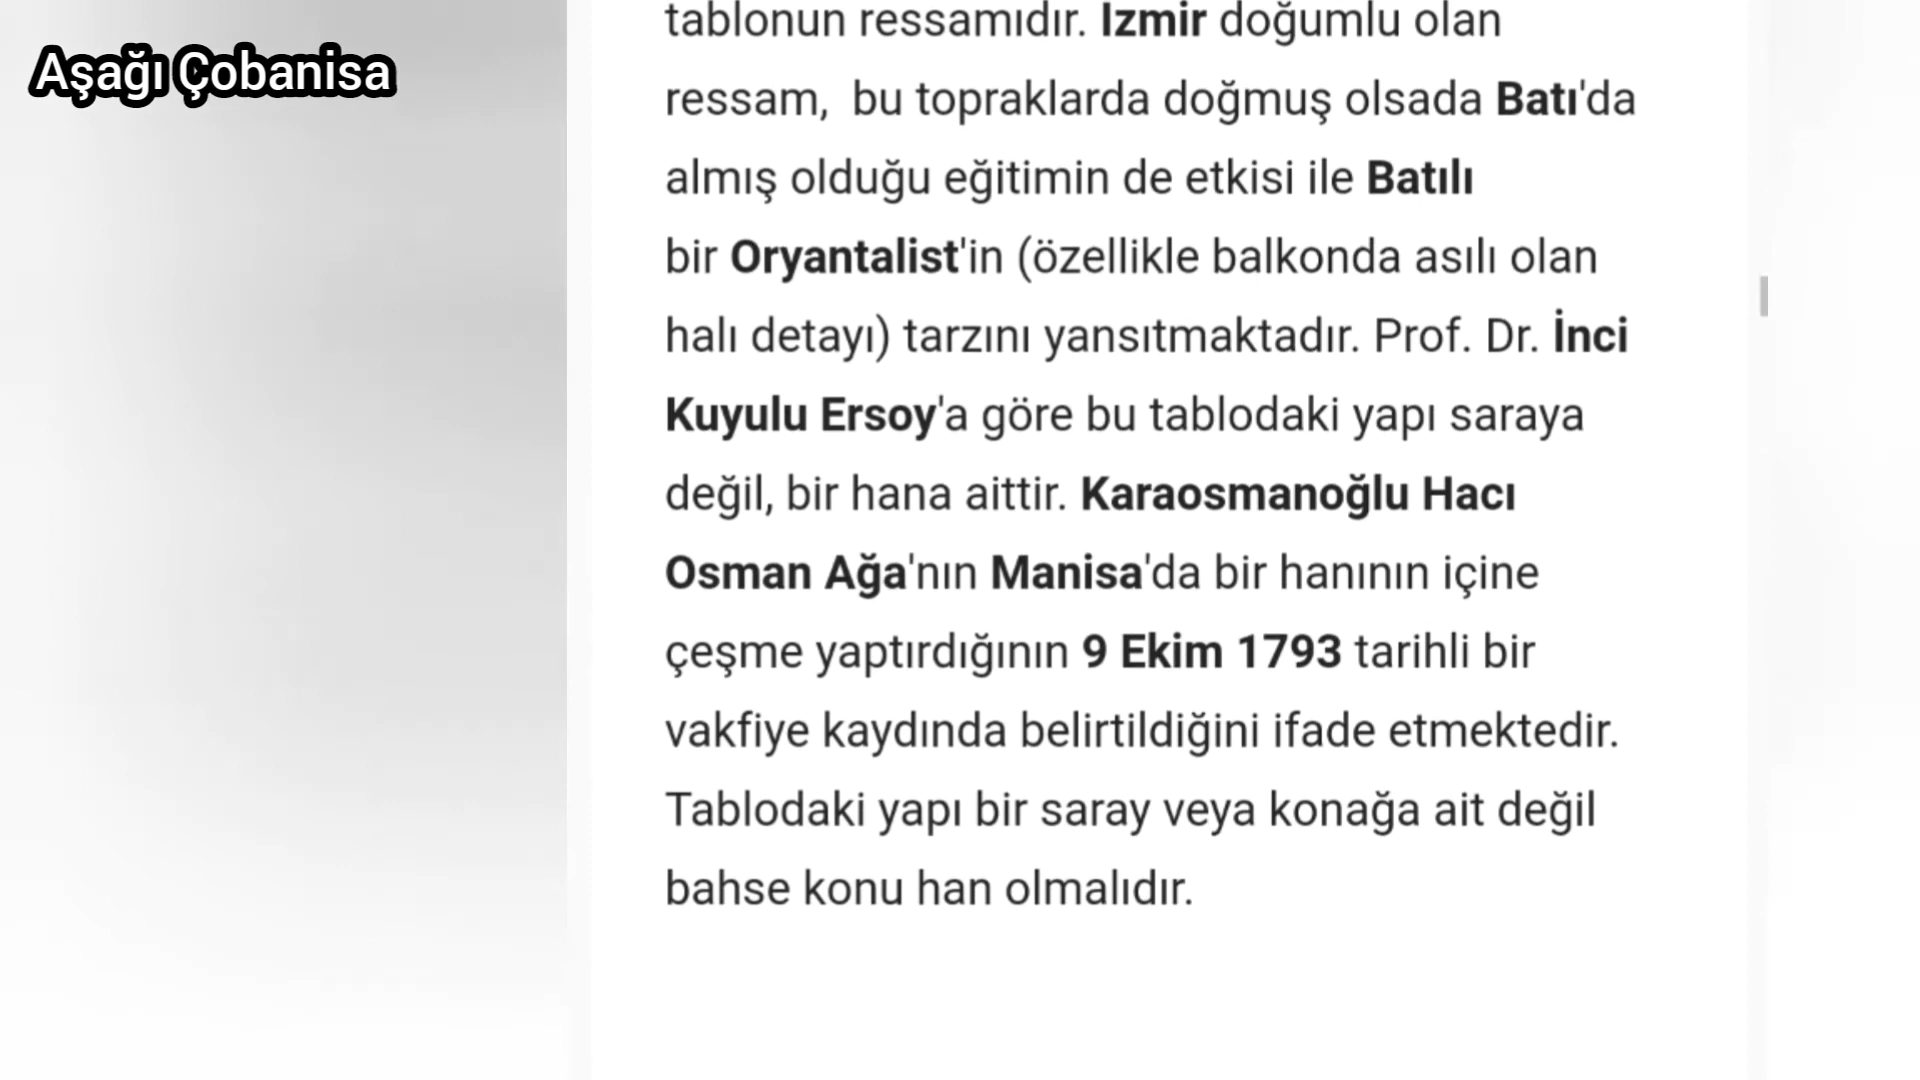 Aşağı Çobanisa
tablonun ressamıdır. İzmir doğumlu olan
ressam,  bu topraklarda doğmuş olsada Batı'da
almış olduğu eğitimin de etkisi ile Batılı
bir Oryantalist'in (özellikle balkonda asılı olan
halı detayı) tarzını yansıtmaktadır. Prof. Dr. İnci
Kuyulu Ersoy'a göre bu tablodaki yapı saraya
değil, bir hana aittir. Karaosmanoğlu Hacı
Osman Ağa'nın Manisa'da bir hanının içine
çeşme yaptırdığının 9 Ekim 1793 tarihli bir
vakfiye kaydında belirtildiğini ifade etmektedir.
Tablodaki yapı bir saray veya konağa ait değil
bahse konu han olmalıdır.